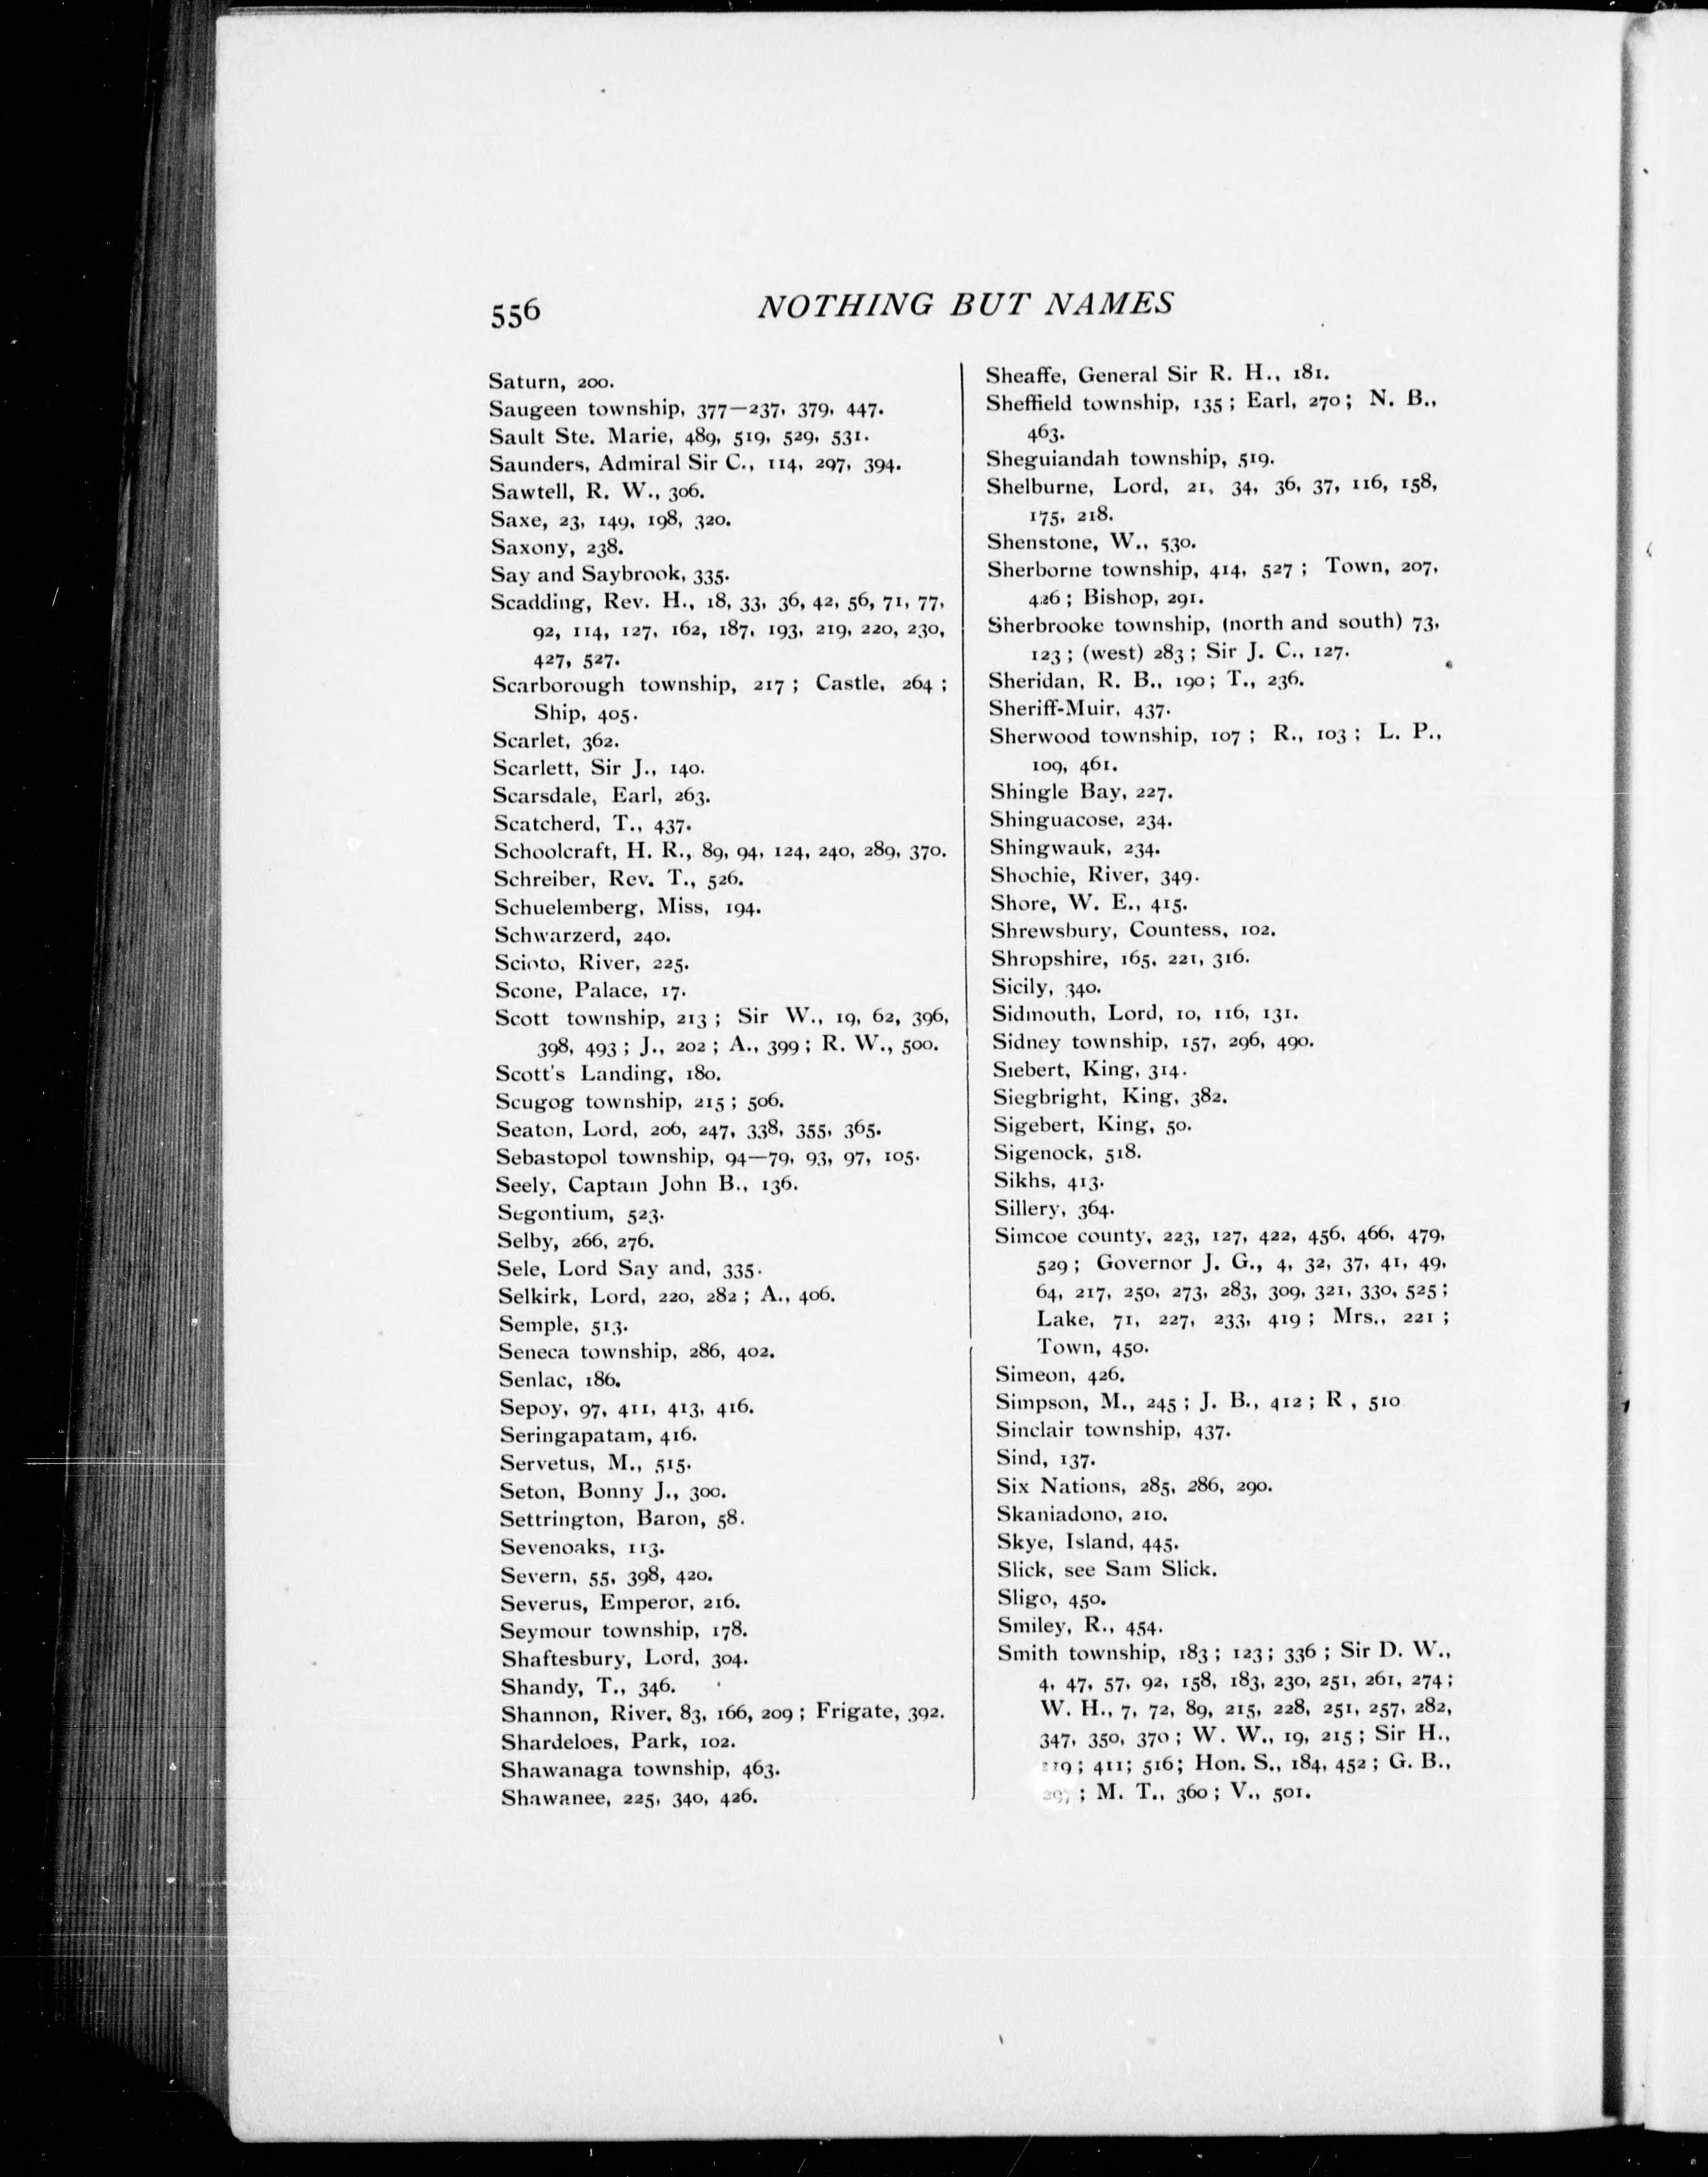 556
NOTHING BUT NAMES
Saturn, 200.
Saugeen township, 377—237, 379, 447.
Sault Ste. Marie, 489, 519, 529, 531.
Saunders, Admiral Sir C., 114, 297, 394.
Sawtell, R. W., 306.
Saxe, 23, 149, 198, 320.
Saxony, 238.
Say and Saybrook, 335.
Scadding, Rev. H., 18, 33, 36, 42, 56, 71, 77,
92, 114, 127, 162, 187, 193, 219, 220, 230,
427, 527.
Scarborough township, 217 ; Castle, 264 ;
Ship, 405.
Scarlet, 362.
Scarlett, Sir J., 140.
Scarsdale, Earl, 263.
Scatcherd, T., 437.
Schoolcraft, H. R., 89, 94, 124, 240, 289, 370.
Schreiber, Rev. T., 526.
Schuelemberg, Miss, 194.
Schwarzerd, 240.
Scioto, River, 225.
Scone, Palace, 17.
Scott township, 213 ; Sir W., 19, 62, 396,
398, 493 ; J., 202 ; A., 399 ; R. W., 500.
Scott's Landing, 180.
Scugog township, 215 ; 506.
Seaton, Lord, 206, 247, 338, 355, 365.
Sebastopol township, 94—79, 93, 97, 105.
Seely, Captain John B., 136.
Segontium, 523.
Selby, 266, 276.
Sele, Lord Say and, 335.
Selkirk, Lord, 220, 282 ; A., 406.
Semple, 513.
Seneca township, 286, 402.
Senlac, 186.
Sepoy, 97, 411, 413, 416.
Seringapatam, 416.
Servetus, M., 515.
Seton, Bonny J., 300.
Settrington, Baron, 58.
Sevenoaks, 113.
Severn, 55, 398, 420.
Severus, Emperor, 216.
Seymour township, 178.
Shaftesbury, Lord, 304.
Shandy, T., 346.
Shannon, River, 83, 166, 209 ; Frigate, 392.
Shardeloes, Park, 102.
Shawanaga township, 463.
Shawanee, 225, 340, 426.
Sheaffe, General Sir R. H., 181.
Sheffield township, 135 ; Earl, 270 ; N. B.,
463.
Sheguiandah township, 519.
Shelburne, Lord, 21, 34, 36, 37, 116, 158,
175, 218.
Shenstone, W., 530.
Sherborne township, 414, 527 ; Town, 207,
426 ; Bishop, 291.
Sherbrooke township, (north and south) 73,
123 ; (west) 283 ; Sir J. C., 127.
Sheridan, R. B., 190 ; T., 236.
Sheriff-Muir, 437.
Sherwood township, 107 ; R., 103 ; L. P.,
109, 461.
Shingle Bay, 227.
Shinguacose, 234.
Shingwauk, 234.
Shochie, River, 349.
Shore, W. E., 415.
Shrewsbury, Countess, 102.
Shropshire, 165, 221, 316.
Sicily, 340.
Sidmouth, Lord, 10, 116, 131.
Sidney township, 157, 296, 490.
Siebert, King, 314.
Siegbright, King, 382.
Sigebert, King, 50.
Sigenock, 518.
Sikhs, 413.
Sillery, 364.
Simcoe county, 223, 127, 422, 456, 466, 479,
529 ; Governor J. G., 4, 32, 37, 41, 49,
64, 217, 250, 273, 283, 309, 321, 330, 525 ;
Lake, 71, 227, 233, 419 ; Mrs., 221 ;
Town, 450.
Simeon, 426.
Simpson, M., 245 ; J. B., 412 ; R , 510
Sinclair township, 437.
Sind, 137.
Six Nations, 285, 286, 290.
Skaniadono, 210.
Skye, Island, 445.
Slick, see Sam Slick.
Sligo, 450.
Smiley, R., 454.
Smith township, 183 ; 123 ; 336 ; Sir D. W.,
4, 47, 57, 92, 158, 183, 230, 251, 261, 274 ;
W. H., 7, 72, 89, 215, 228, 251, 257, 282,
347, 350, 370 ; W. W., 19, 215 ; Sir H.,
; 411 ; 516 ; Hon. S., 184, 452 ; G. B.,
; M. T., 360 ; V., 501.